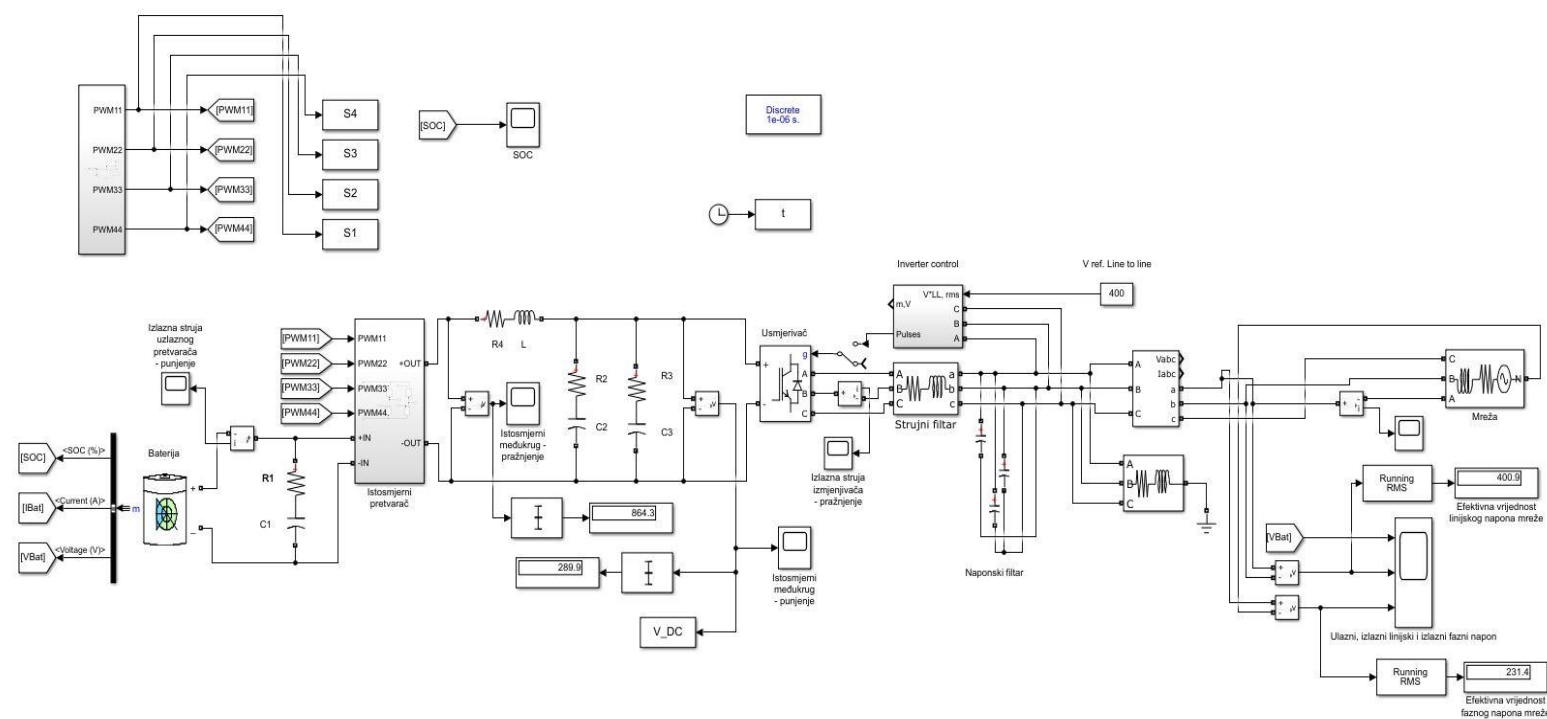 PWM11
PWM22
PWM33
PWM44
[PWM11]
[PWM22]
[PWM33]
[PWM44]
S4
S3
S2
S1
[SOC]
SOC
Discrete
1e-06 s.
t
Inverter control
V ref. Line to line
V*LL, rms
m,V
C
B
Pulses
A
400
Izlazna struja
uzlaznog
pretvarača
- punjenje
[PWM11]
[PWM22]
[PWM33]
[PWM44]
PWM11
PWM22
PWM33
PWM44.
+OUT
-OUT
+IN
-IN
Istosmjerni
pretvarač
R4
L
R2
R3
C2
C3
+
-
v
Istosmjerni
međukrug -
pražnjenje
+
-
v
Usmjerivač
g
+
-
A
B
C
+
-
i
A
B
C
a
b
c
Strujni filtar
Izlazna struja
izmjenjivača
- pražnjenje
Naponski filtar
A
B
C
Vabc
Iabc
a
b
c
A
B
C
C
B
A
N
Mreža
+
-
i
[SOC]
[IBat]
[VBat]
<SOC (%)>
<Current (A)>
<Voltage (V)>
m
Baterija
+
_
-
i
+
R1
C1
864.3
289.9
V_DC
Istosmjerni
međukrug
- punjenje
Running
RMS
400.9
Efektivna vrijednost
linijskog napona mreže
[VBat]
+
-
v
+
-
v
Ulazni, izlazni linijski i izlazni fazni napon
Running
RMS
231.4
Efektivna vrijednost
faznog napona mreže